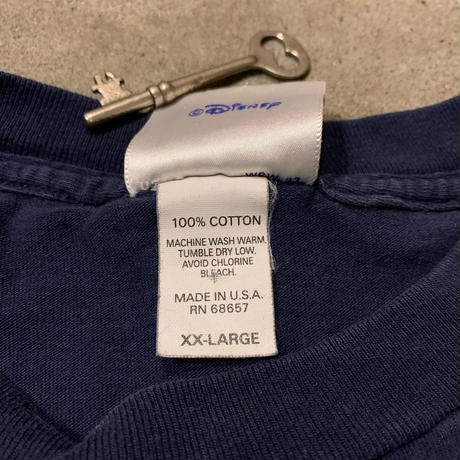 ©Disney
100% COTTON
MACHINE WASH WARM.
TUMBLE DRY LOW.
AVOID CHLORINE
BLEACH.
MADE IN U.S.A.
RN 68657
XX-LARGE